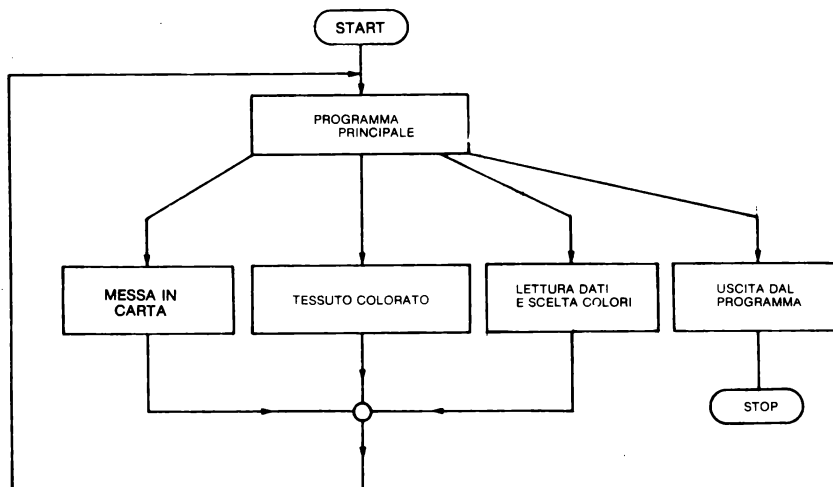 START
PROGRAMMA
PRINCIPALE
MESSA IN
CARTA
TESSUTO COLORATO
LETTURA DATI
E SCELTA COLORI
USCITA DAL
PROGRAMMA
STOP